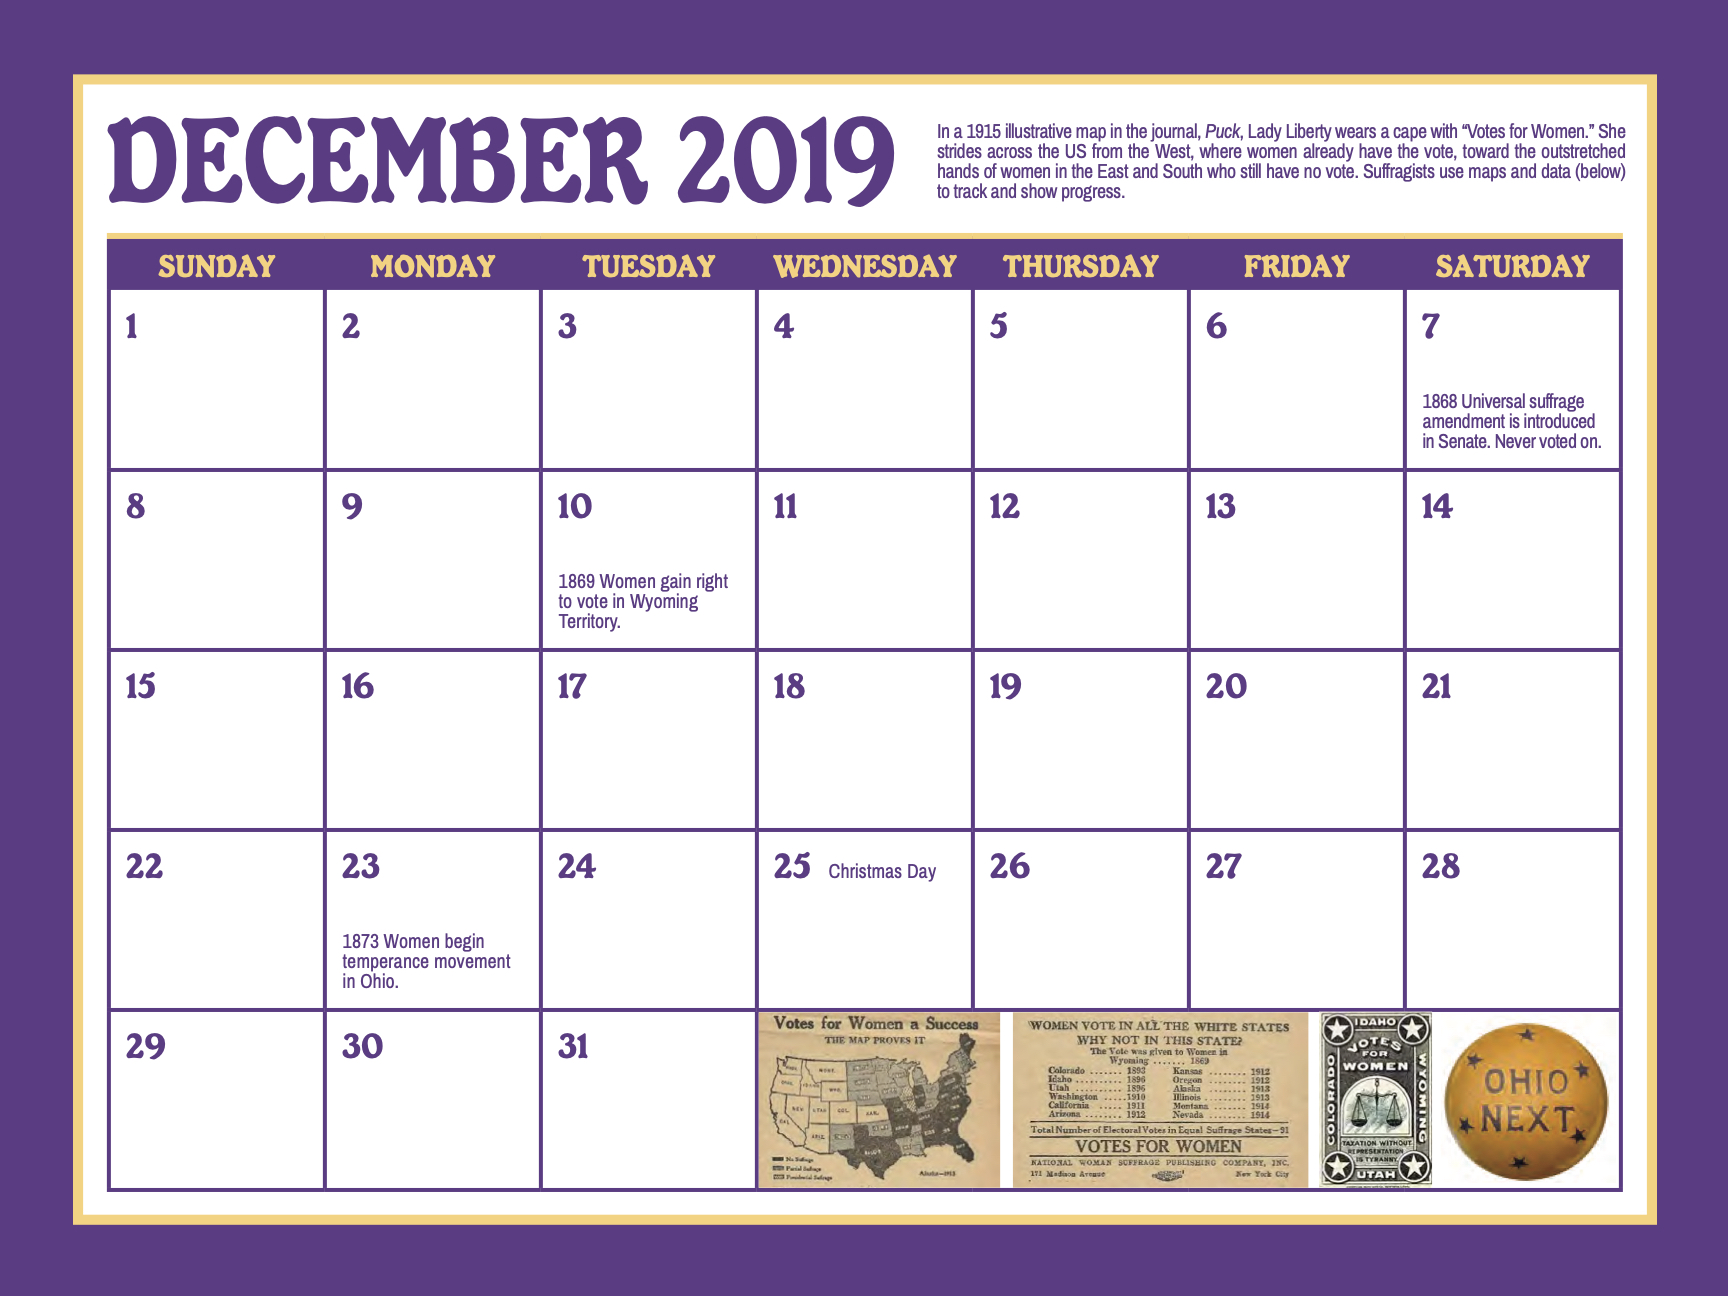 DECEMBER 2019
In a 1915 illustrative map in the journal, Puck, Lady Liberty wears a cape with “Votes for Women.” She
strides across the US from the West, where women already have the vote, toward the outstretched
hands of women in the East and South who still have no vote. Suffragists use maps and data (below)
to track and show progress.
SUNDAY MONDAY TUESDAY WEDNESDAY THURSDAY FRIDAY SATURDAY
1 2 3 4 5 6 7
1868 Universal suffrage
amendment is introduced
in Senate. Never voted on.
8 9 10 11 12 13 14
1869 Women gain right
to vote in Wyoming
Territory.
15 16 17 18 19 20 21
22 23 24 25 Christmas Day 26 27 28
1873 Women begin
temperance movement
in Ohio.
29 30 31
Votes for Women a Success
THE MAP PROVES IT
No Suffrage
Partial Suffrage
Presidential Suffrage
WOMEN VOTE IN ALL THE WHITE STATES
WHY NOT IN THIS STATE?
The Vote was given to Women in
Wyoming ....... 1869
Colorado ....... 1893 Kansas ........ 1912
Idaho .......... 1896 Oregon ........ 1912
Utah .......... 1896 Alaska ........ 1913
Washington ..... 1910 Illinois ......... 1913
California ..... 1911 Montana ........ 1914
Arizona ........ 1912 Nevada ........ 1914
Total Number of Electoral Votes in Equal Suffrage States—91
VOTES FOR WOMEN
NATIONAL WOMAN SUFFRAGE PUBLISHING COMPANY, INC.
171 Madison Avenue New York City
IDAHO
VOTES
FOR
WOMEN
COLORADO
WYOMING
TAXATION WITHOUT
REPRESENTATION
IS TYRANNY
UTAH
OHIO
NEXT